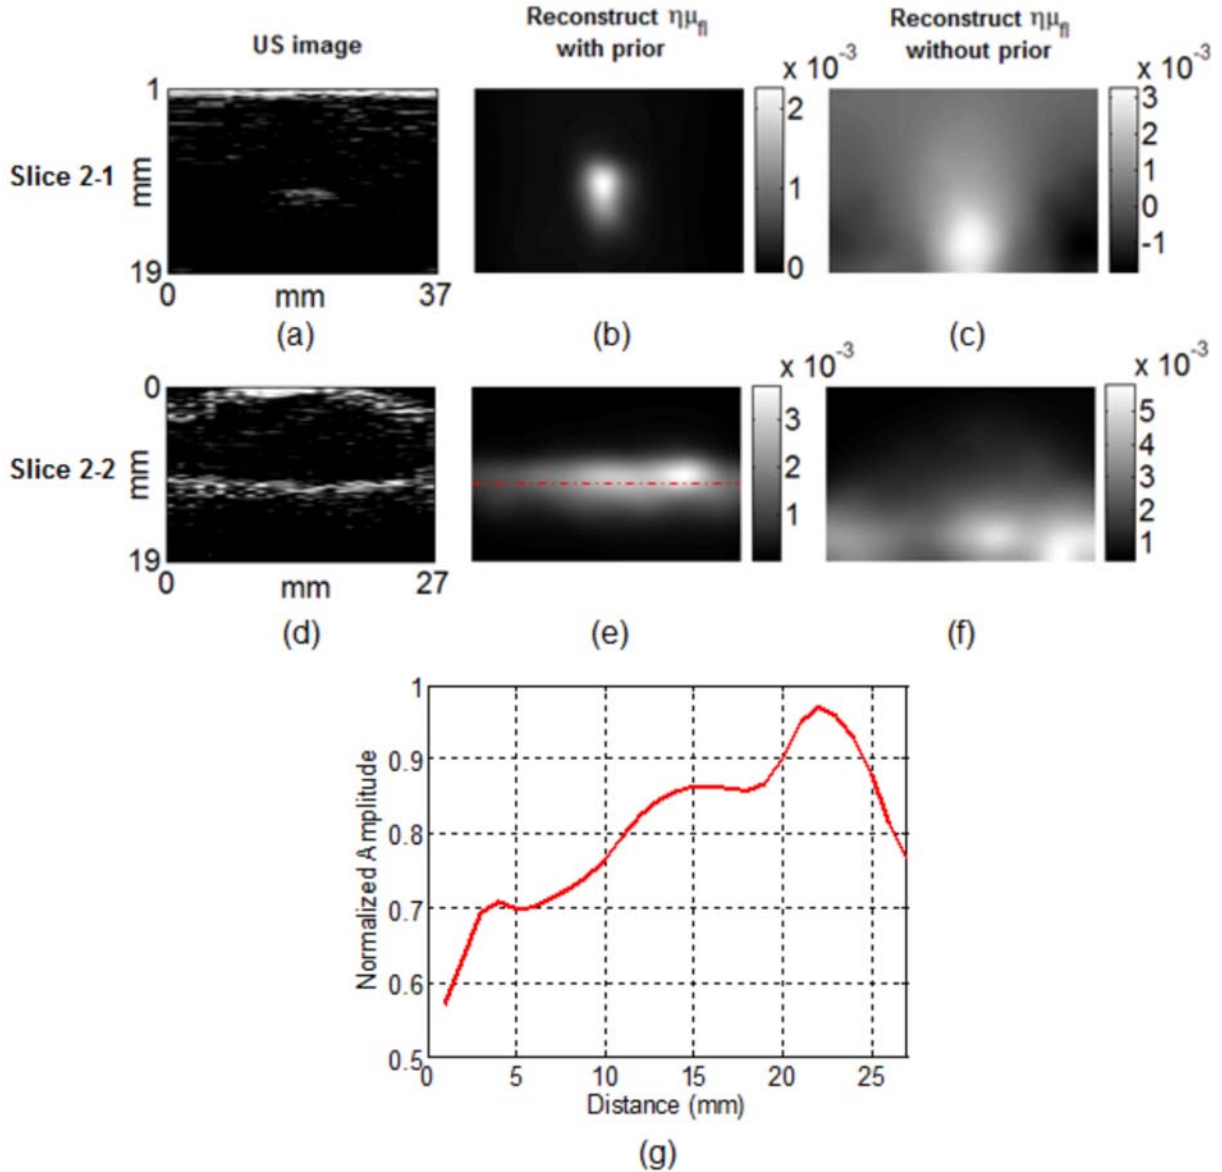 US image
Reconstruct ημfl
with prior
Reconstruct ημfl
without prior
Slice 2-1
1
mm
19
0 mm 37
x 10-3
2
1
0
x 10-3
3
2
1
0
-1
(a) (b) (c)
Slice 2-2
0
mm
19
0 mm 27
x 10-3
3
2
1
x 10-3
5
4
3
2
1
(d) (e) (f)
Normalized Amplitude
1
0.9
0.8
0.7
0.6
0.5
0 5 10 15 20 25
Distance (mm)
(g)